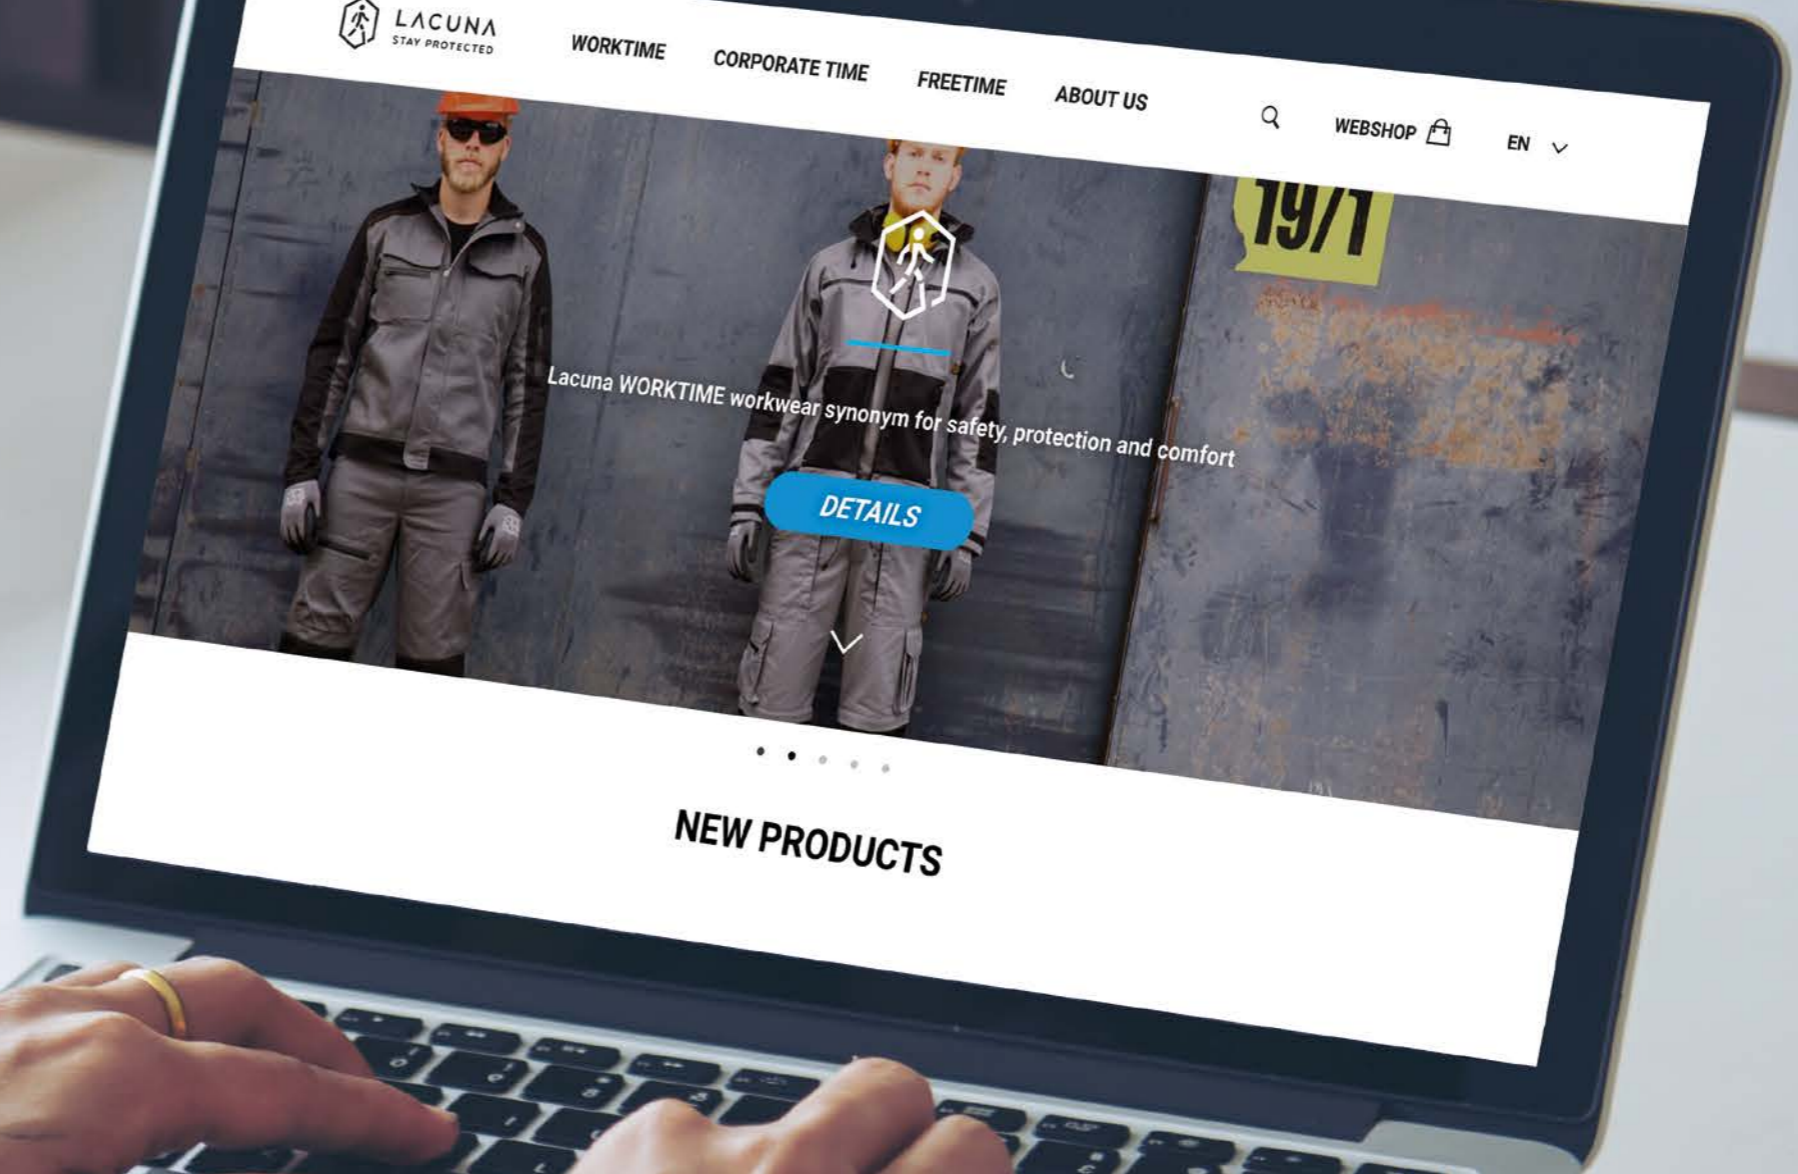 LACUNA
STAY PROTECTED
WORKTIME
CORPORATE TIME
FREETIME
ABOUT US
WEBSHOP
EN
1971
Lacuna WORKTIME workwear synonym for safety, protection and comfort
DETAILS
NEW PRODUCTS